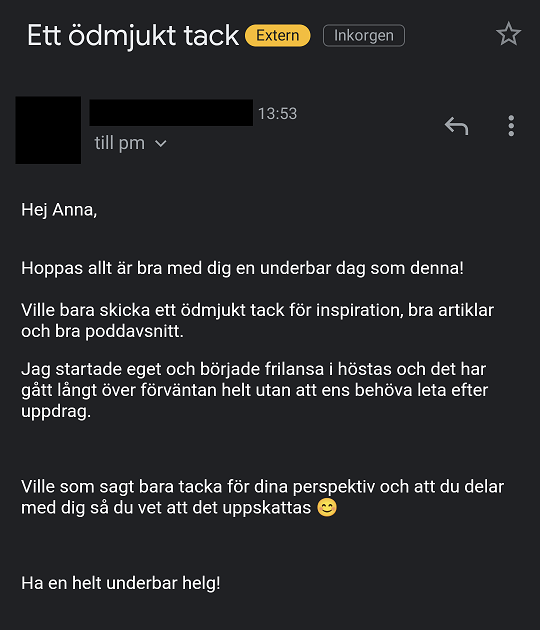 Ett ödmjukt tack Extern Inkorgen
13:53
till pm
Hej Anna,
Hoppas allt är bra med dig en underbar dag som denna!
Ville bara skicka ett ödmjukt tack för inspiration, bra artiklar
och bra poddavsnitt.
Jag startade eget och började frilansa i höstas och det har
gått långt över förväntan helt utan att ens behöva leta efter
uppdrag.
Ville som sagt bara tacka för dina perspektiv och att du delar
med dig så du vet att det uppskattas 😊
Ha en helt underbar helg!